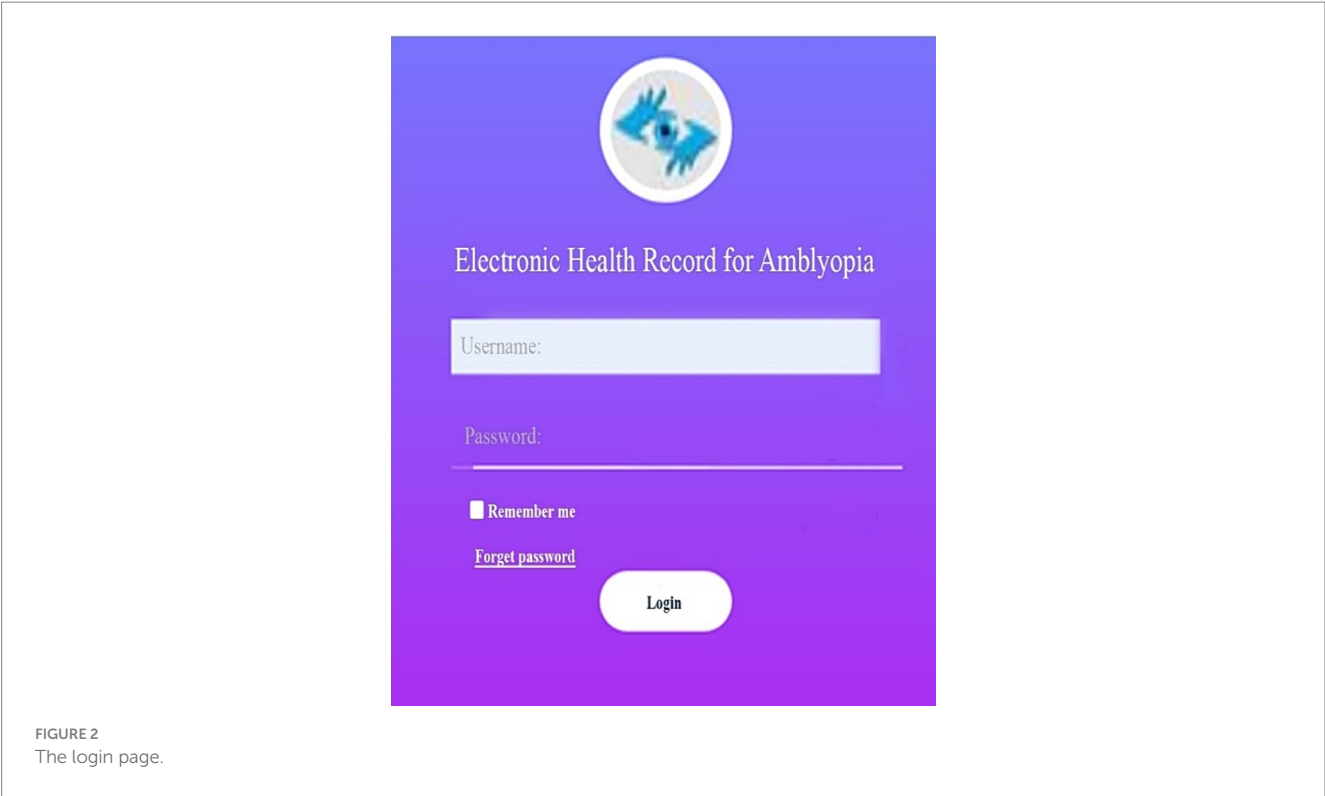 Electronic Health Record for Amblyopia
Username:
Password:
Remember me
Forget password
Login
FIGURE 2
The login page.